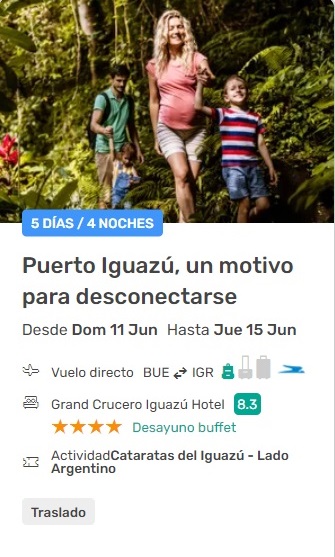 5 DÍAS / 4 NOCHES
Puerto Iguazú, un motivo
para desconectarse
Desde Dom 11 Jun Hasta Jue 15 Jun
Vuelo directo BUE IGR
Grand Crucero Iguazú Hotel 8.3
Desayuno buffet
ActividadCataratas del Iguazú - Lado
Argentino
Traslado